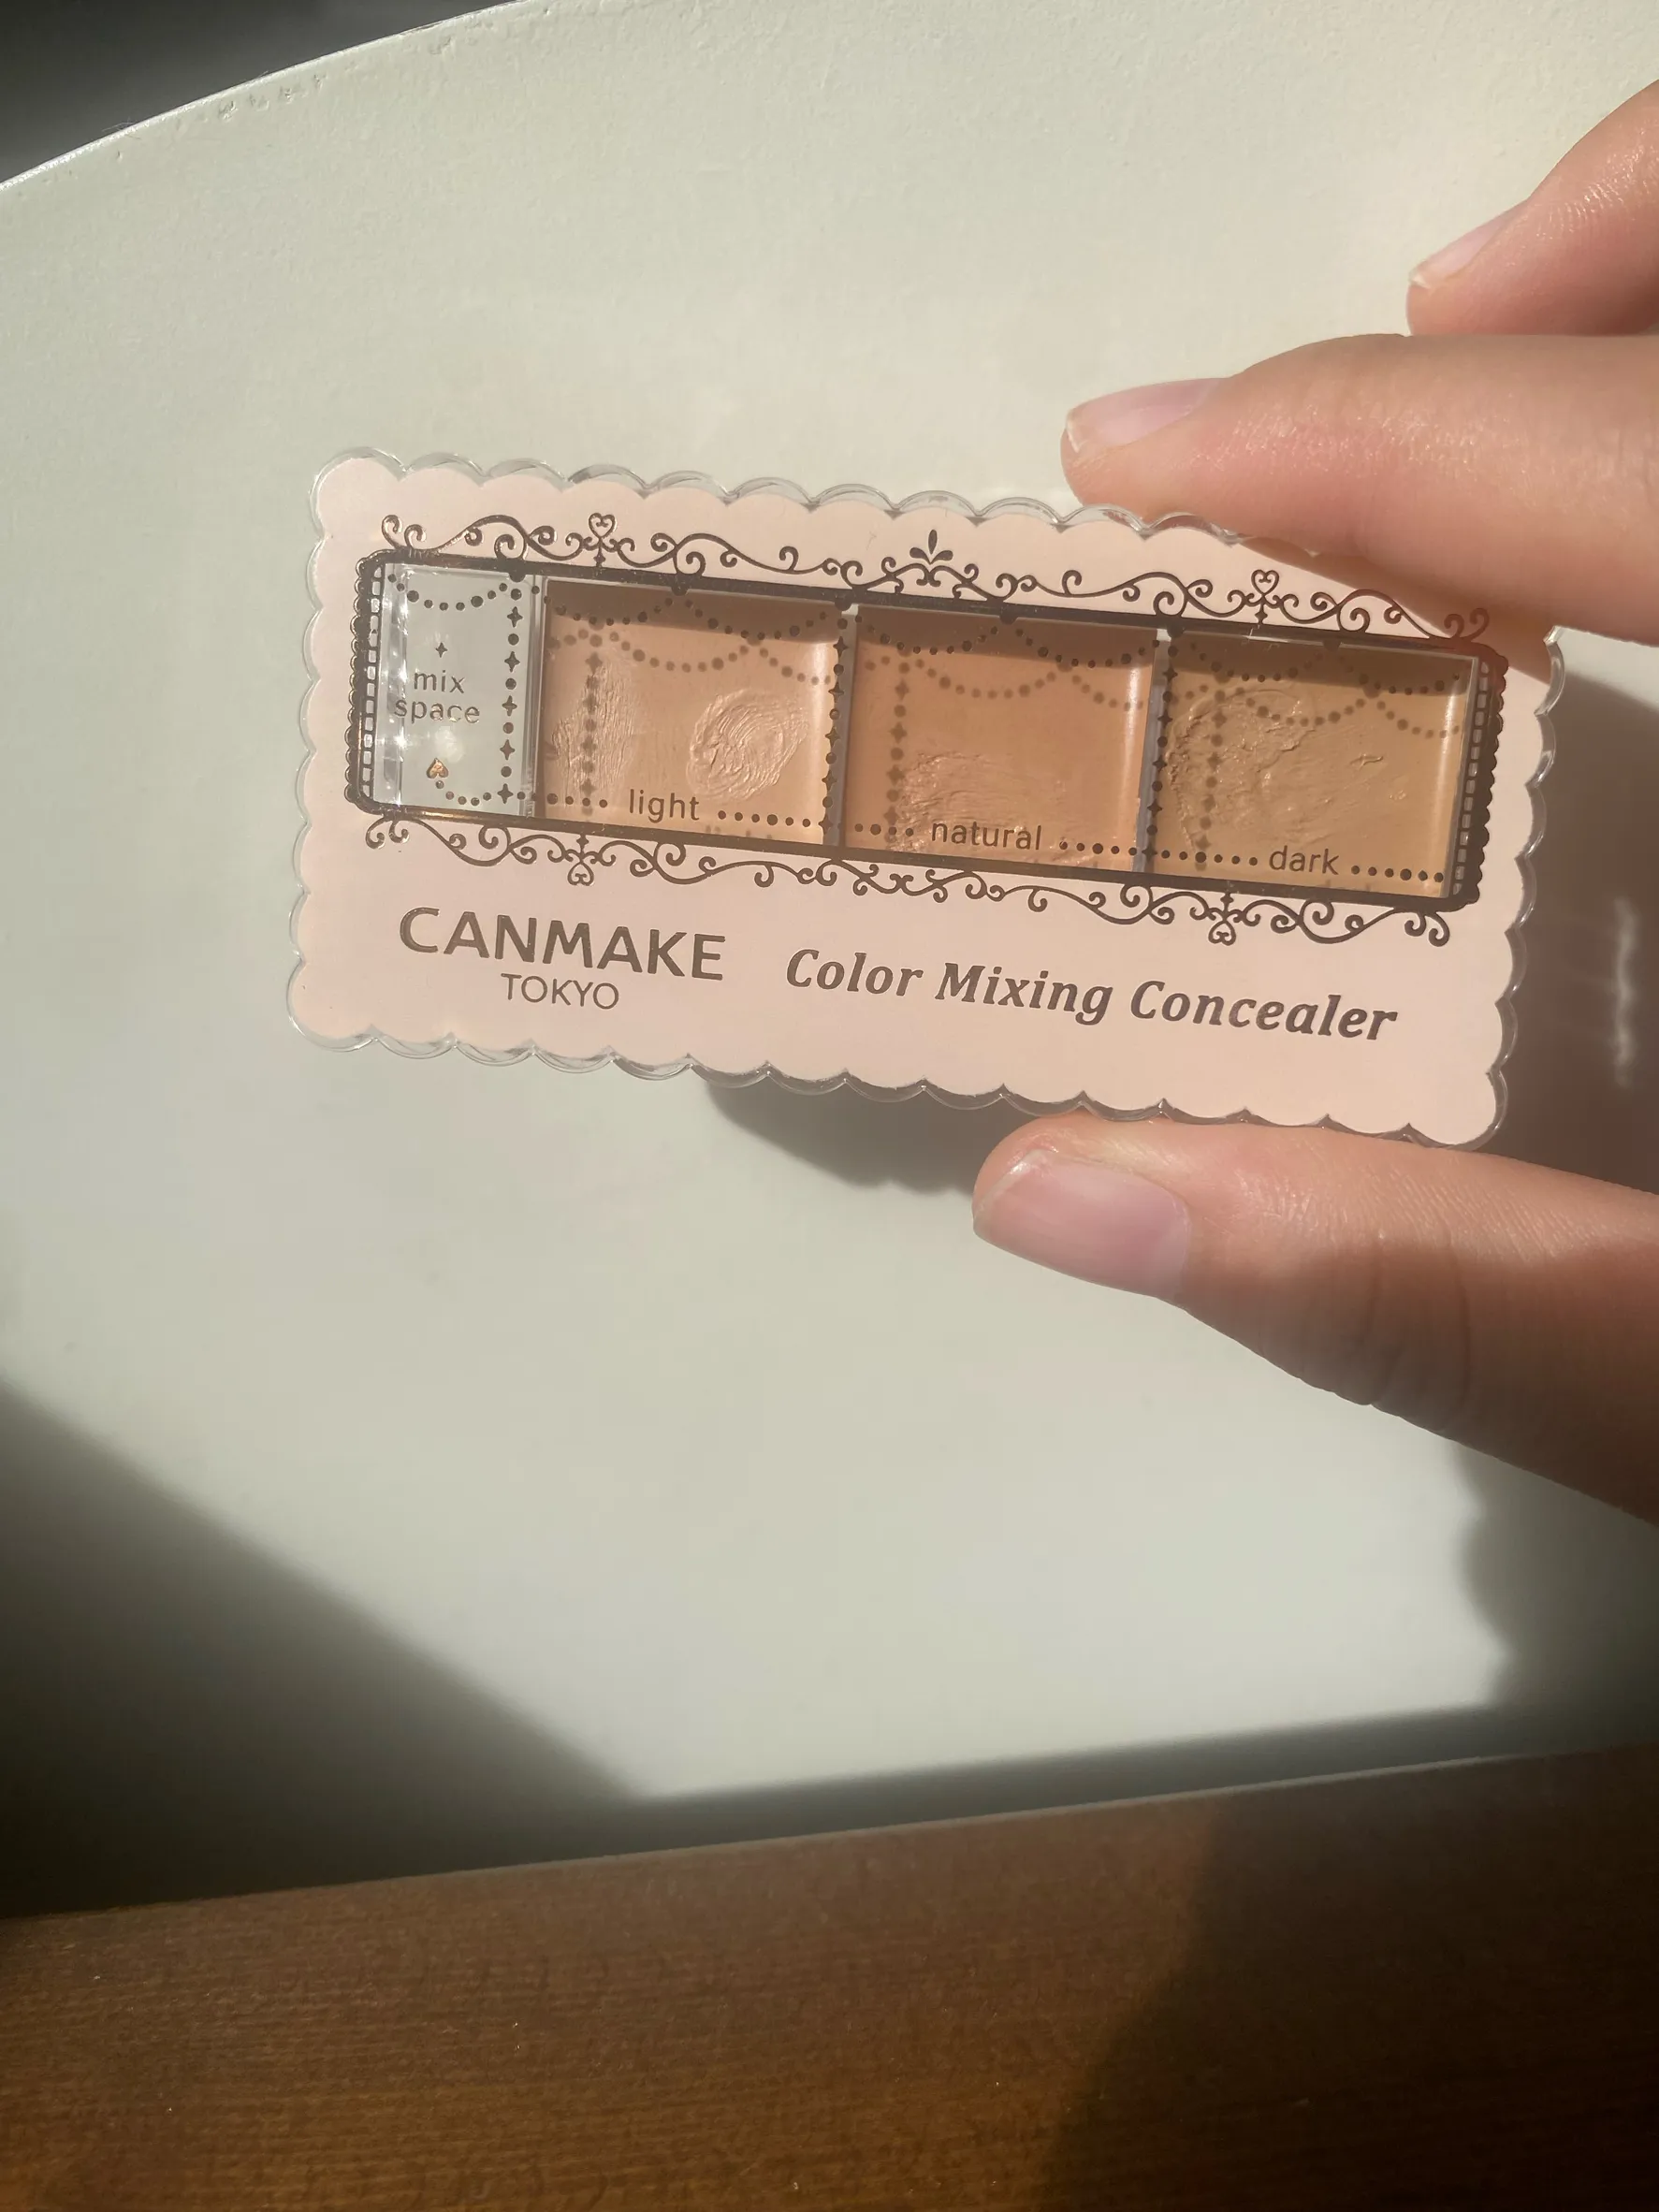 mix
space
light
natural
dark
CANMAKE
TOKYO
Color Mixing Concealer